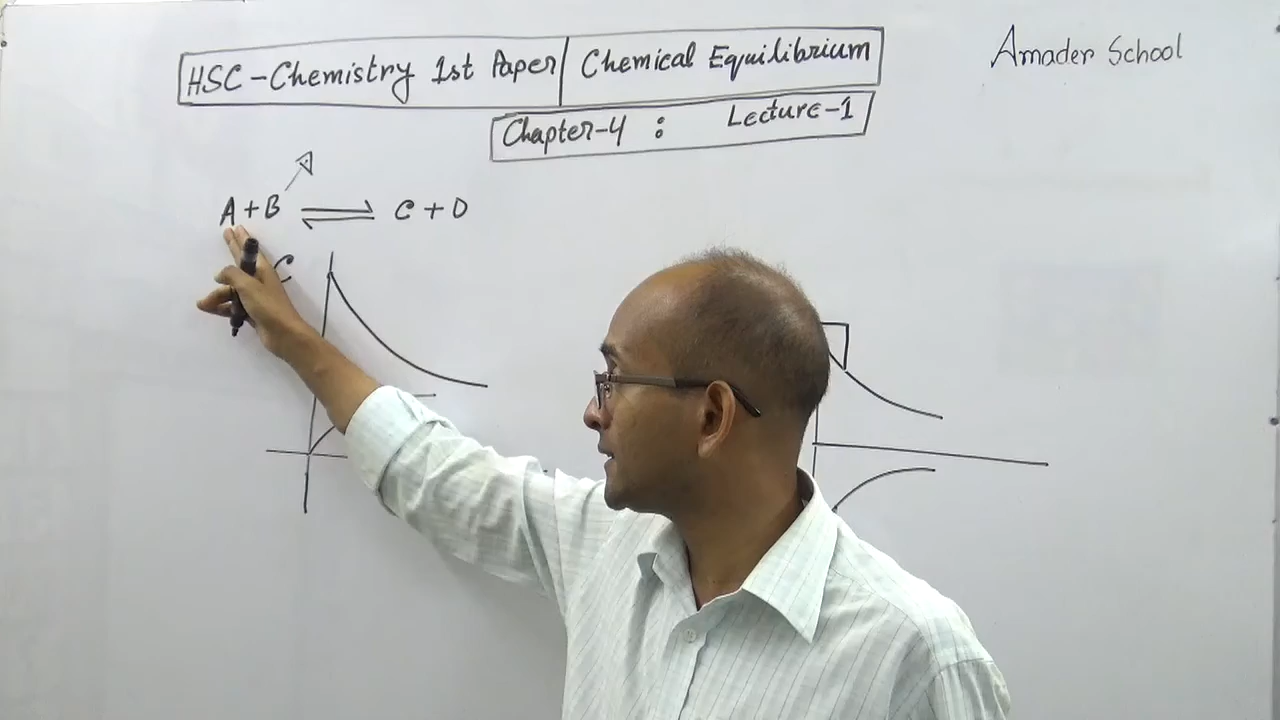 HSC-Chemistry 1st Paper | Chemical Equilibrium
Amader School
Chapter-4 : Lecture-1
A+B ⇌ C+D
C